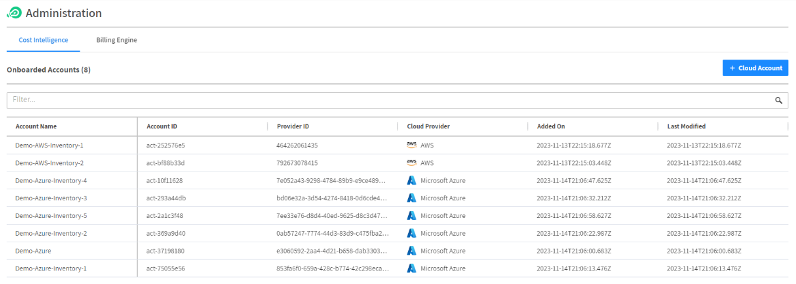 Administration
Cost Intelligence Billing Engine
Onboarded Accounts (8) + Cloud Account
Filter...
Account Name Account ID Provider ID Cloud Provider Added On Last Modified
Demo-AWS-Inventory-1 act-252576e5 464262061435 aws AWS 2023-11-13T22:15:18.677Z 2023-11-13T22:15:18.677Z
Demo-AWS-Inventory-2 act-bf88b33d 792673078415 aws AWS 2023-11-13T22:15:03.448Z 2023-11-13T22:15:03.448Z
Demo-Azure-Inventory-4 act-10f11628 7e052a43-9298-4784-89b9-e9ce489... Microsoft Azure 2023-11-14T21:06:47.625Z 2023-11-14T21:06:47.625Z
Demo-Azure-Inventory-3 act-293a44db bd06e32a-3d54-4274-8418-0d8cde4... Microsoft Azure 2023-11-14T21:06:32.212Z 2023-11-14T21:06:32.212Z
Demo-Azure-Inventory-5 act-2a1c3f48 7ee33e76-d8d4-40ed-9625-d8c3d47... Microsoft Azure 2023-11-14T21:06:58.627Z 2023-11-14T21:06:58.627Z
Demo-Azure-Inventory-2 act-369a9d40 0ab57247-7774-44d3-83d9-c475fba2... Microsoft Azure 2023-11-14T21:06:22.987Z 2023-11-14T21:06:22.987Z
Demo-Azure act-37198180 e3060592-2aa4-4d21-b658-dab3303... Microsoft Azure 2023-11-14T21:06:00.683Z 2023-11-14T21:06:00.683Z
Demo-Azure-Inventory-1 act-75055e56 853fa6f0-659a-428c-b774-42c298eca... Microsoft Azure 2023-11-14T21:06:13.476Z 2023-11-14T21:06:13.476Z